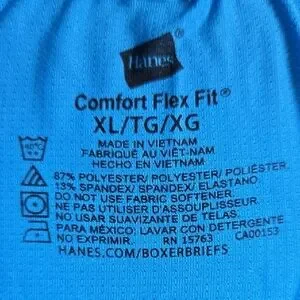 Hanes
Comfort Flex Fit®
XL/TG/XG
MADE IN VIETNAM
FABRIQUÉ AU VIÊT-NAM
HECHO EN VIETNAM
40°C
87% POLYESTER/ POLYESTER/ POLIÉSTER
13% SPANDEX/ SPANDEX/ ELASTANO
DO NOT USE FABRIC SOFTENER.
NE PAS UTILISER D'ASSOUPLISSANT.
NO USAR SUAVIZANTE DE TELAS.
PARA MÉXICO: LAVAR CON DETERGENTE
NO EXPRIMIR. RN 15763 CA00153
HANES.COM/BOXERBRIEFS